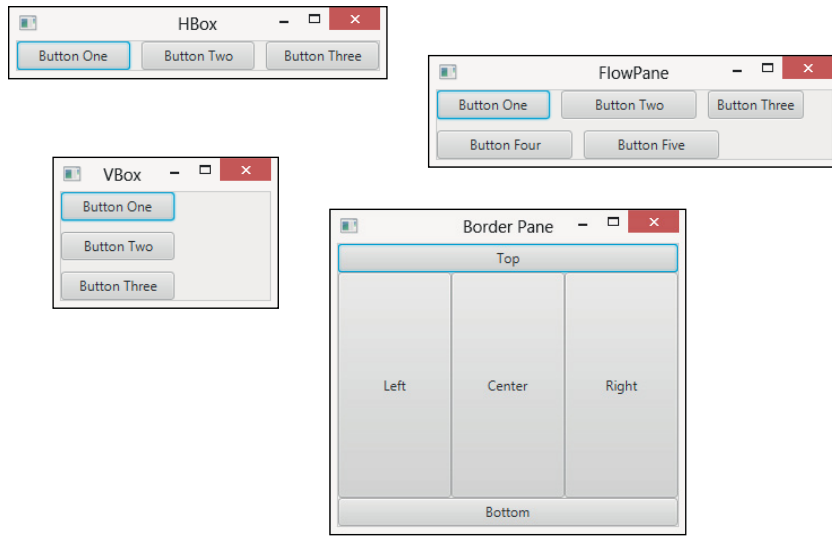 HBox
Button One Button Two Button Three
FlowPane
Button One Button Two Button Three
Button Four Button Five
VBox
Button One
Button Two
Button Three
Border Pane
Top
Left Center Right
Bottom